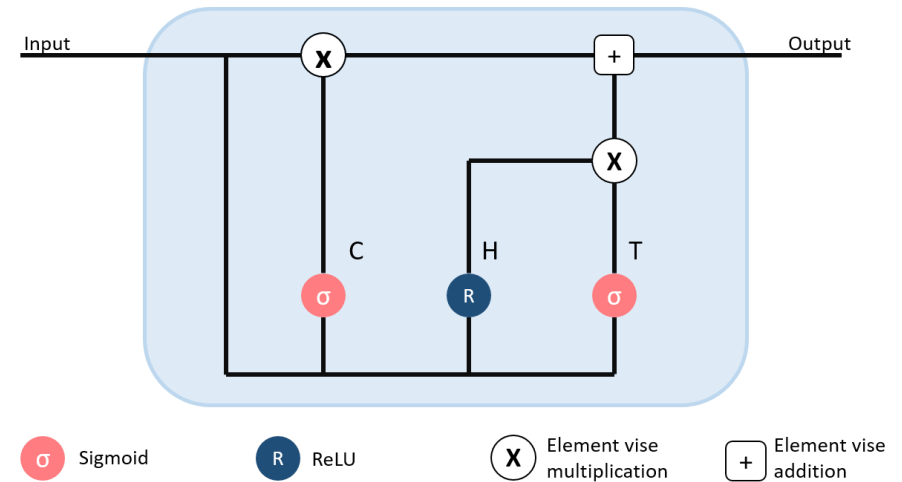 Input
Output
X
+
X
C
H
T
σ
R
σ
σ
Sigmoid
R
ReLU
X
Element vise
multiplication
+
Element vise
addition